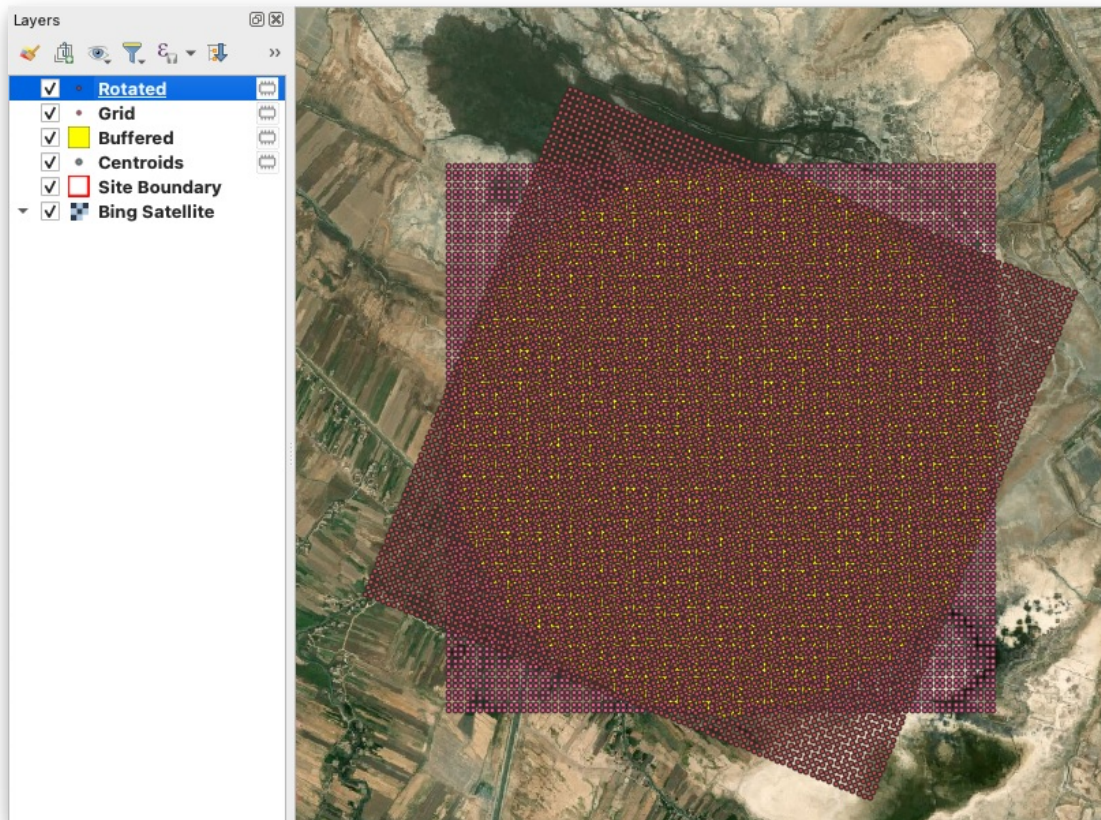 Layers
Rotated
Grid
Buffered
Centroids
Site Boundary
Bing Satellite